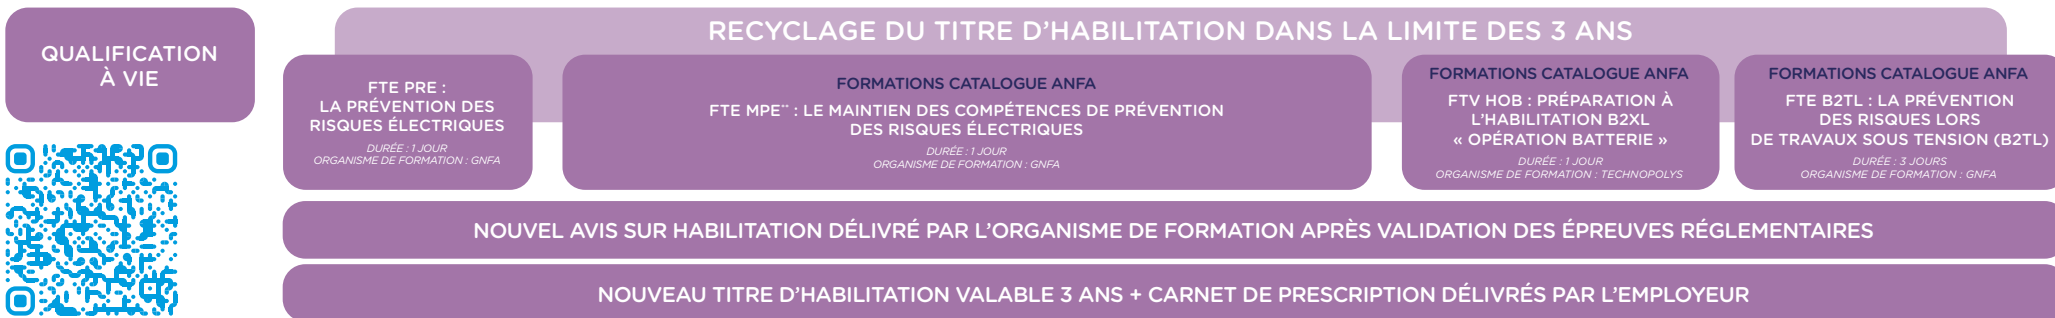 QUALIFICATION
À VIE
RECYCLAGE DU TITRE D'HABILITATION DANS LA LIMITE DES 3 ANS
FTE PRE :
LA PRÉVENTION DES
RISQUES ÉLECTRIQUES
DURÉE : 1 JOUR
ORGANISME DE FORMATION : GNFA
FORMATIONS CATALOGUE ANFA
FTE MPE** : LE MAINTIEN DES COMPÉTENCES DE PRÉVENTION
DES RISQUES ÉLECTRIQUES
DURÉE : 1 JOUR
ORGANISME DE FORMATION : GNFA
FORMATIONS CATALOGUE ANFA
FTV HOB : PRÉPARATION À
L'HABILITATION B2XL
« OPÉRATION BATTERIE »
DURÉE : 1 JOUR
ORGANISME DE FORMATION : TECHNOPOLYS
FORMATIONS CATALOGUE ANFA
FTE B2TL : LA PRÉVENTION
DES RISQUES LORS
DE TRAVAUX SOUS TENSION (B2TL)
DURÉE : 3 JOURS
ORGANISME DE FORMATION : GNFA
NOUVEL AVIS SUR HABILITATION DÉLIVRÉ PAR L'ORGANISME DE FORMATION APRÈS VALIDATION DES ÉPREUVES RÉGLEMENTAIRES
NOUVEAU TITRE D'HABILITATION VALABLE 3 ANS + CARNET DE PRESCRIPTION DÉLIVRÉS PAR L'EMPLOYEUR